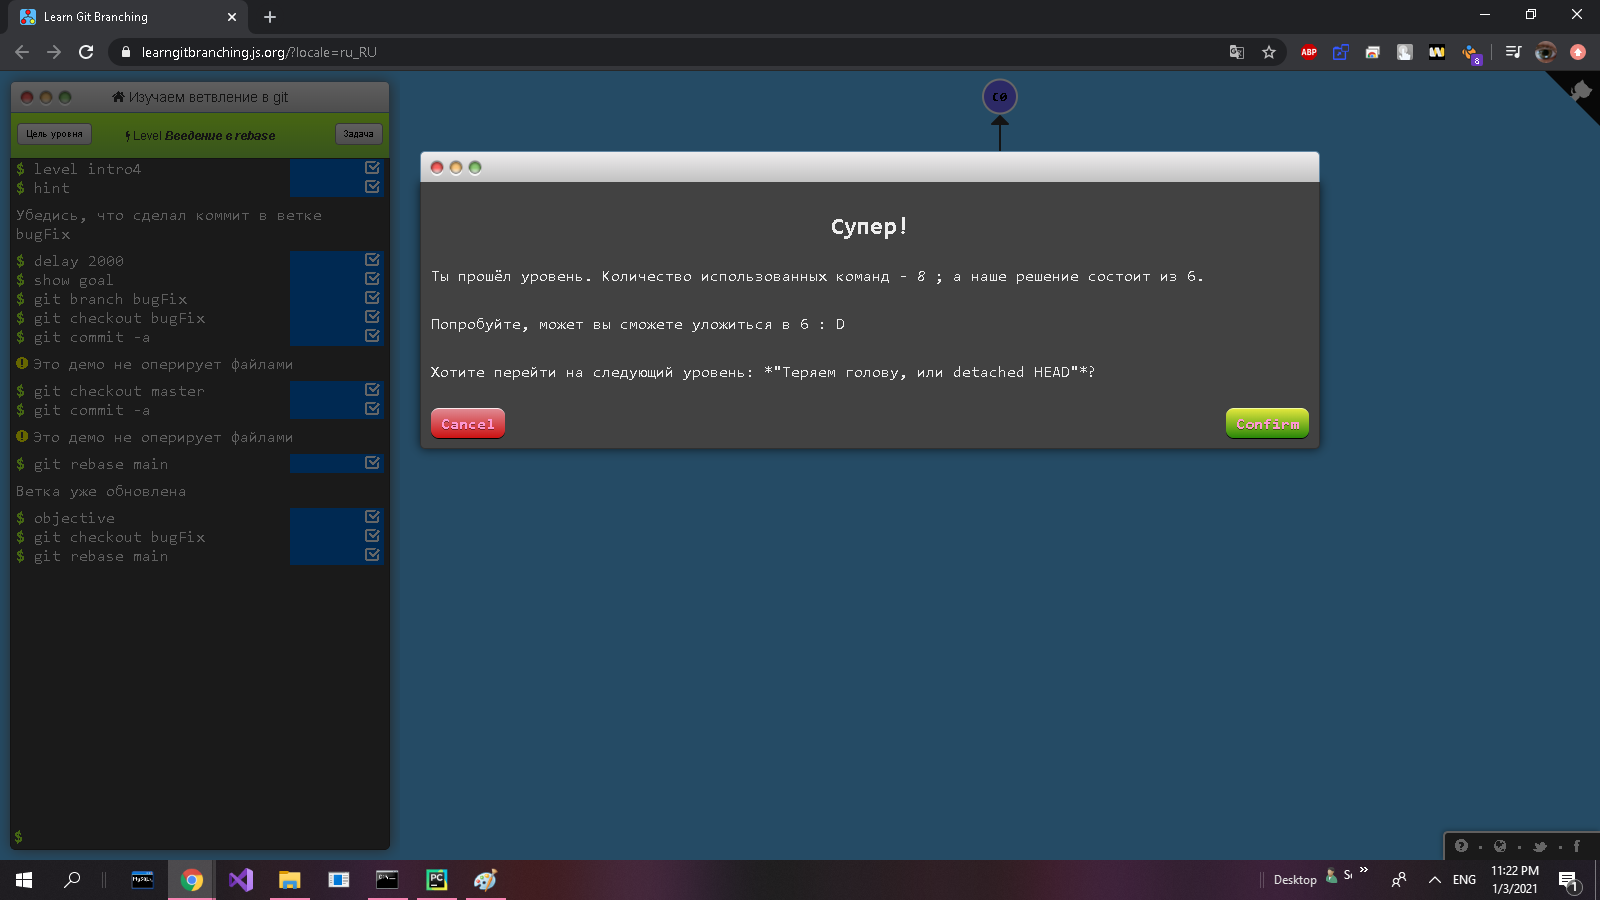 Learn Git Branching
learngitbranching.js.org/?locale=ru_RU
ABP
8
Изучаем ветвление в git
Цель уровня
Level Введение в rebase
Задача
$ level intro4
$ hint
Убедись, что сделал коммит в ветке
bugFix
$ delay 2000
$ show goal
$ git branch bugFix
$ git checkout bugFix
$ git commit -a
Это демо не оперирует файлами
$ git checkout master
$ git commit -a
Это демо не оперирует файлами
$ git rebase main
Ветка уже обновлена
$ objective
$ git checkout bugFix
$ git rebase main
$
C0
Супер!
Ты прошёл уровень. Количество использованных команд - 8 ; а наше решение состоит из 6.
Попробуйте, может вы сможете уложиться в 6 : D
Хотите перейти на следующий уровень: *"Теряем голову, или detached HEAD"*?
Cancel
Confirm
MySQL
PC
Desktop
ENG
11:22 PM
1/3/2021
1